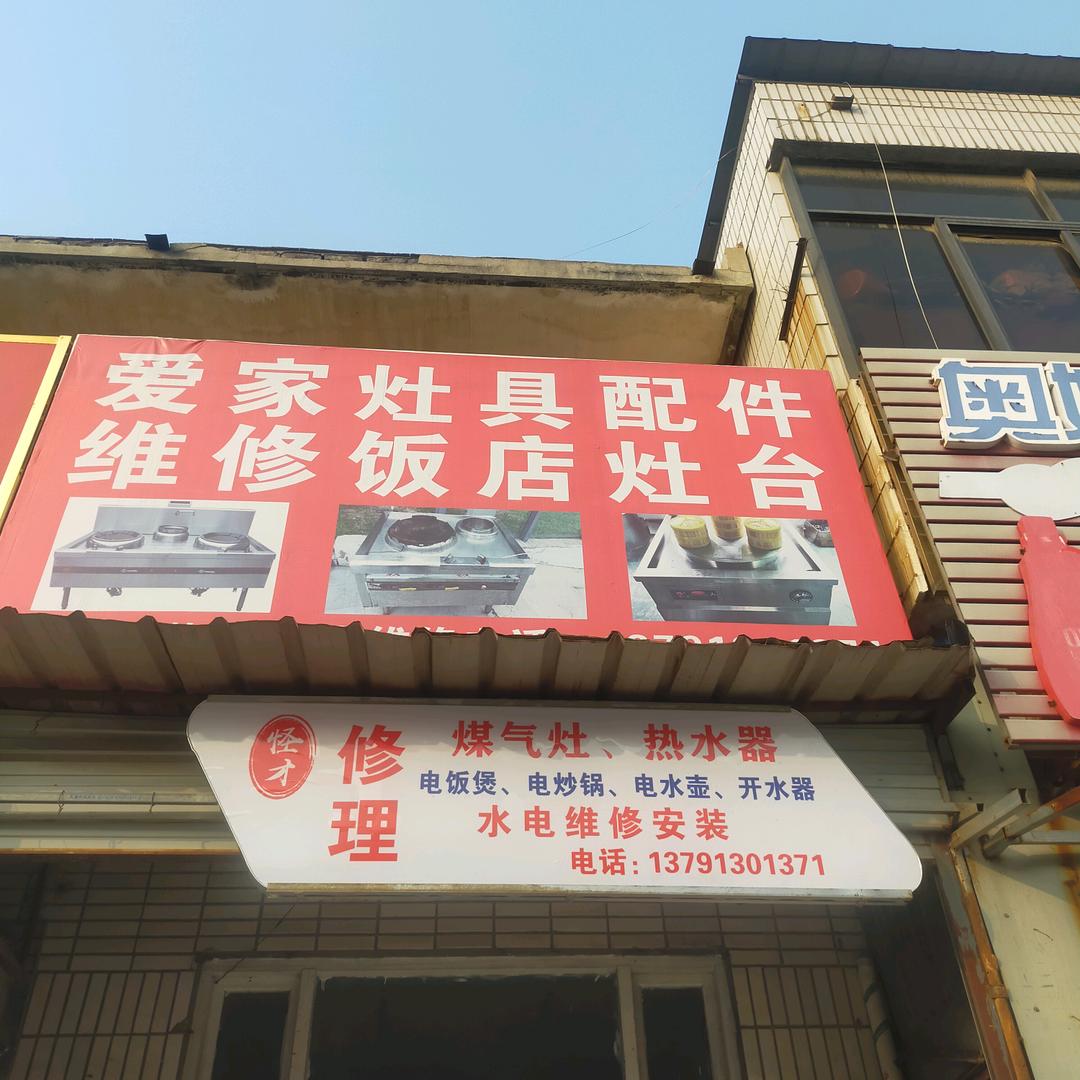 爱家灶具配件
维修饭店灶台
怪才
修理
煤气灶、热水器
电饭煲、电炒锅、电水壶、开水器
水电维修安装
电话：13791301371
奥